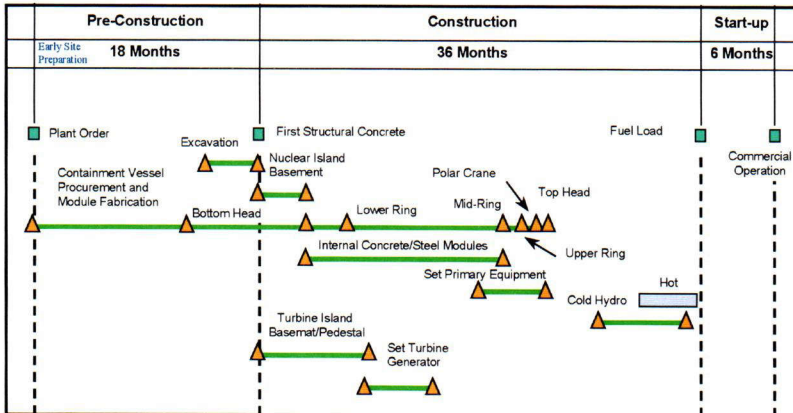 Pre-Construction
Construction
Start-up
Early Site
Preparation
18 Months
36 Months
6 Months
Plant Order
First Structural Concrete
Fuel Load
Excavation
Nuclear Island
Basement
Commercial
Operation
Containment Vessel
Procurement and
Module Fabrication
Polar Crane
Top Head
Bottom Head
Lower Ring
Mid-Ring
Upper Ring
Internal Concrete/Steel Modules
Set Primary Equipment
Hot
Cold Hydro
Turbine Island
Basemat/Pedestal
Set Turbine
Generator